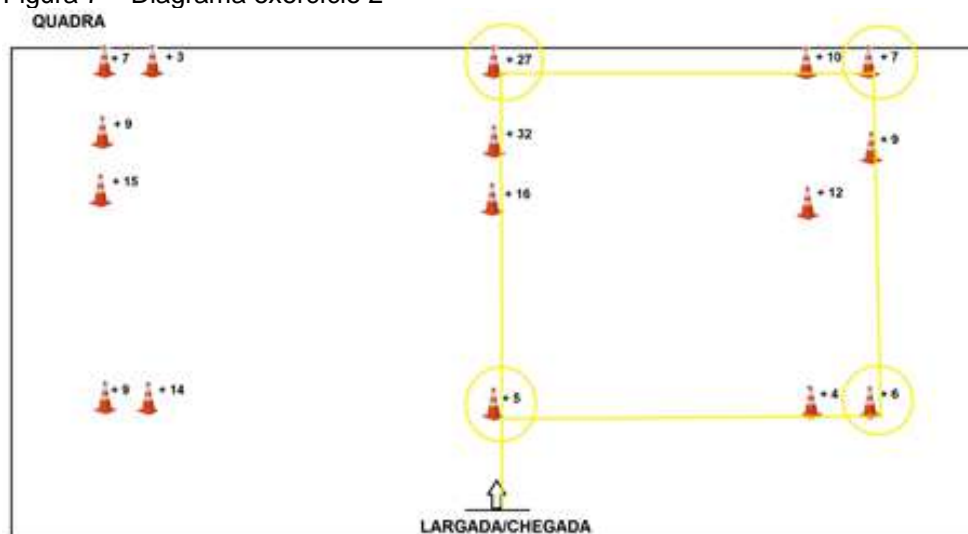 Figura 7 – Diagrama exercício 2
QUADRA
+ 7 + 3 + 27 + 10 + 7
+ 9 + 32 + 9
+ 15 + 16 + 12
+ 9 + 14 + 5 + 4 + 6
LARGADA/CHEGADA